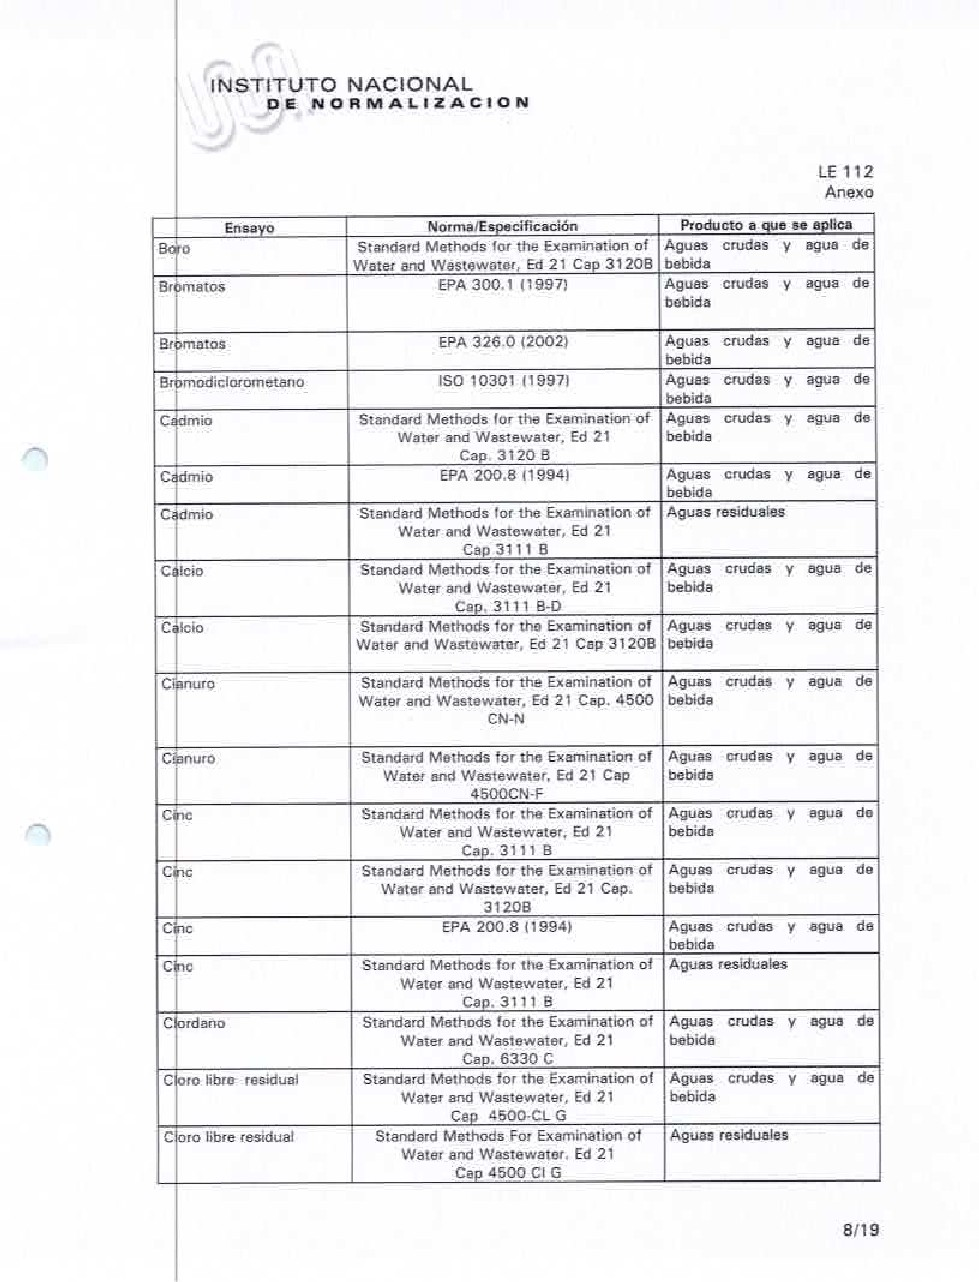 INSTITUTO NACIONAL
DE NORMALIZACION
LE 112
Anexo
Ensayo Norma/Especificación Producto a que se aplica
Boro Standard Methods for the Examination of Aguas crudas y agua de
Water and Wastewater, Ed 21 Cap 3120B bebida
Bromatos EPA 300.1 (1997) Aguas crudas y agua de
bebida
Bromatos EPA 326.0 (2002) Aguas crudas y agua de
bebida
Bromodiclorometano ISO 10301 (1997) Aguas crudas y agua de
bebida
Cadmio Standard Methods for the Examination of Aguas crudas y agua de
Water and Wastewater, Ed 21 bebida
Cap. 3120 B
Cadmio EPA 200.8 (1994) Aguas crudas y agua de
bebida
Cadmio Standard Methods for the Examination of Aguas residuales
Water and Wastewater, Ed 21
Cap 3111 B
Calcio Standard Methods for the Examination of Aguas crudas y agua de
Water and Wastewater, Ed 21 bebida
Cap. 3111 B-D
Calcio Standard Methods for the Examination of Aguas crudas y agua de
Water and Wastewater, Ed 21 Cap 3120B bebida
Cianuro Standard Methods for the Examination of Aguas crudas y agua de
Water and Wastewater, Ed 21 Cap. 4500 bebida
CN-N
Cianuro Standard Methods for the Examination of Aguas crudas y agua de
Water and Wastewater, Ed 21 Cap bebida
4500CN-F
Cinc Standard Methods for the Examination of Aguas crudas y agua de
Water and Wastewater, Ed 21 bebida
Cap. 3111 B
Cinc Standard Methods for the Examination of Aguas crudas y agua de
Water and Wastewater, Ed 21 Cap. bebida
3120B
Cinc EPA 200.8 (1994) Aguas crudas y agua de
bebida
Cinc Standard Methods for the Examination of Aguas residuales
Water and Wastewater, Ed 21
Cap. 3111 B
Clordano Standard Methods for the Examination of Aguas crudas y agua de
Water and Wastewater, Ed 21 bebida
Cap. 6330 C
Cloro libre residual Standard Methods for the Examination of Aguas crudas y agua de
Water and Wastewater, Ed 21 bebida
Cap 4500-CL G
Cloro libre residual Standard Methods For Examination of Aguas residuales
Water and Wastewater. Ed 21
Cap 4500 Cl G
8/19